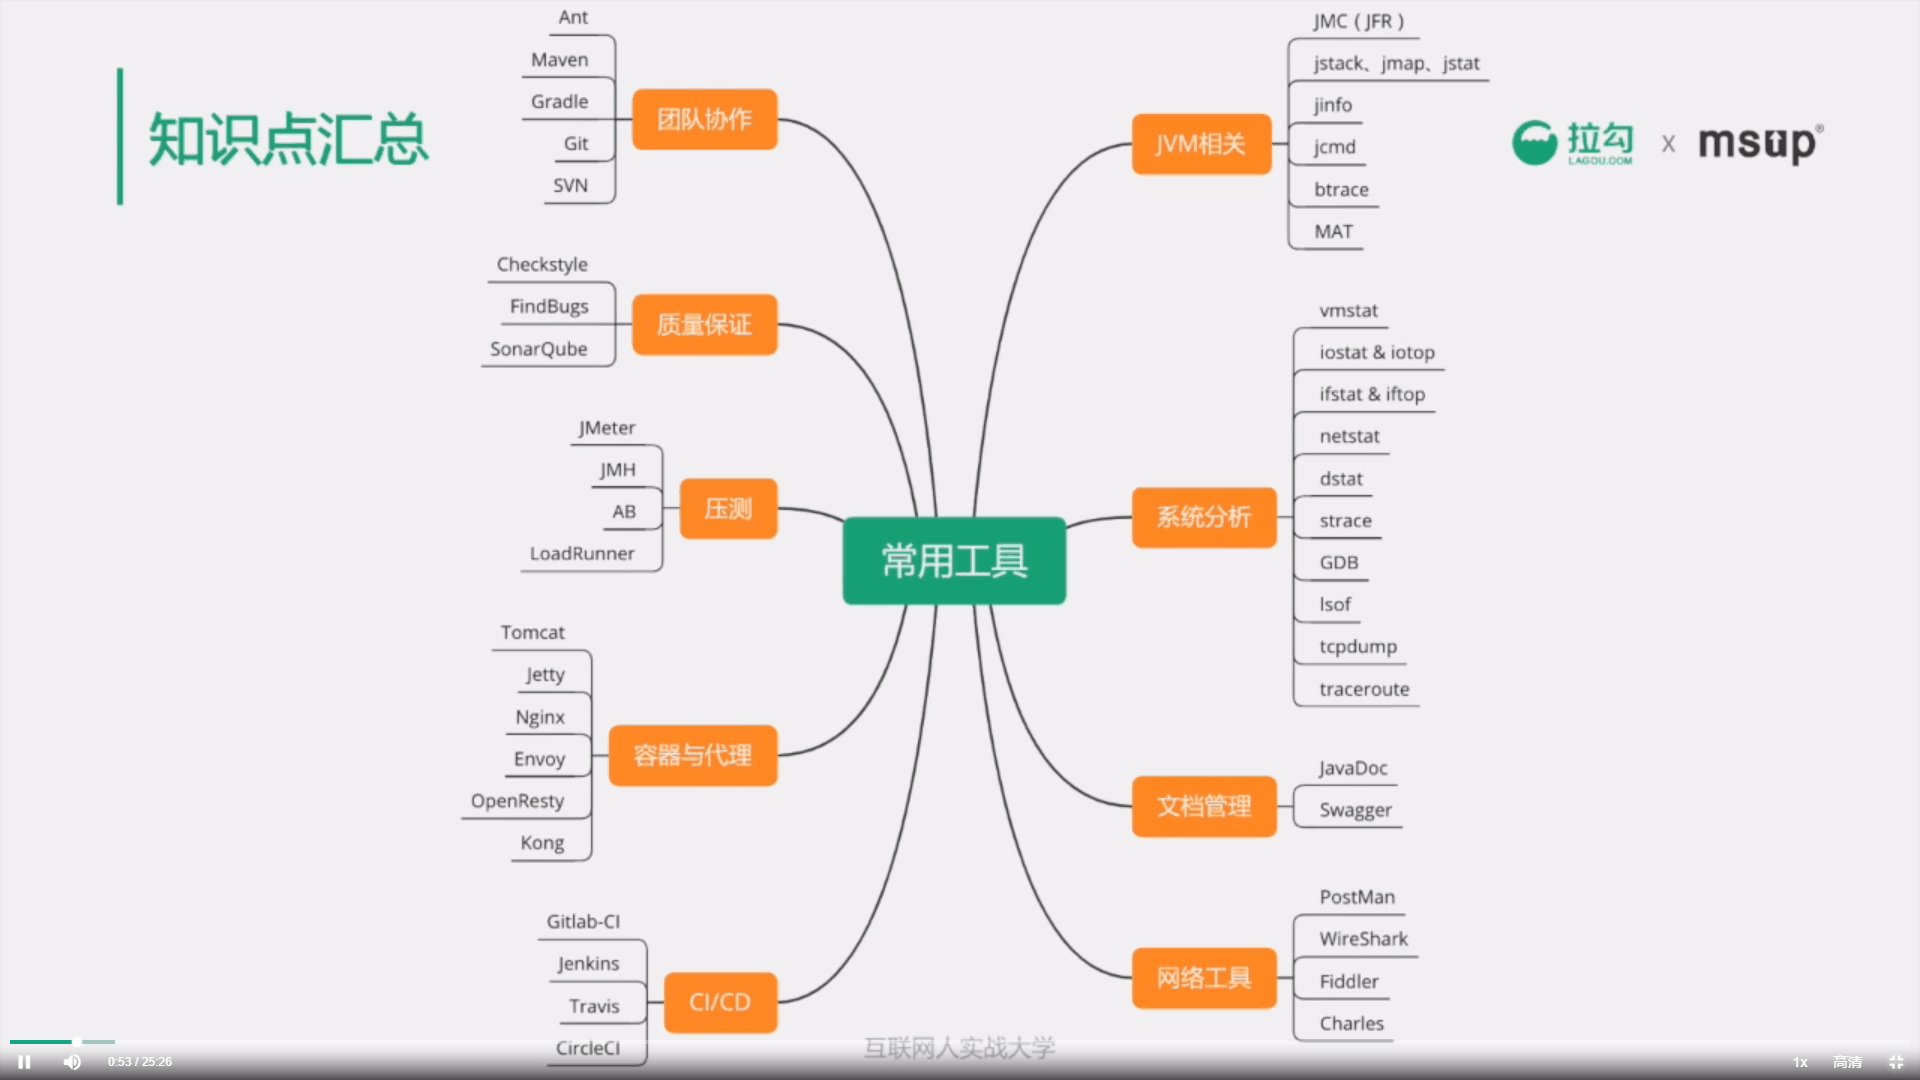 知识点汇总
拉勾
LAGOU.COM
X
msup®
常用工具
团队协作
Ant
Maven
Gradle
Git
SVN
质量保证
Checkstyle
FindBugs
SonarQube
压测
JMeter
JMH
AB
LoadRunner
容器与代理
Tomcat
Jetty
Nginx
Envoy
OpenResty
Kong
CI/CD
Gitlab-CI
Jenkins
Travis
CircleCI
JVM相关
JMC ( JFR )
jstack、jmap、jstat
jinfo
jcmd
btrace
MAT
系统分析
vmstat
iostat & iotop
ifstat & iftop
netstat
dstat
strace
GDB
lsof
tcpdump
traceroute
文档管理
JavaDoc
Swagger
网络工具
PostMan
WireShark
Fiddler
Charles
互联网人实战大学
0:53 / 25:26
1x
高清